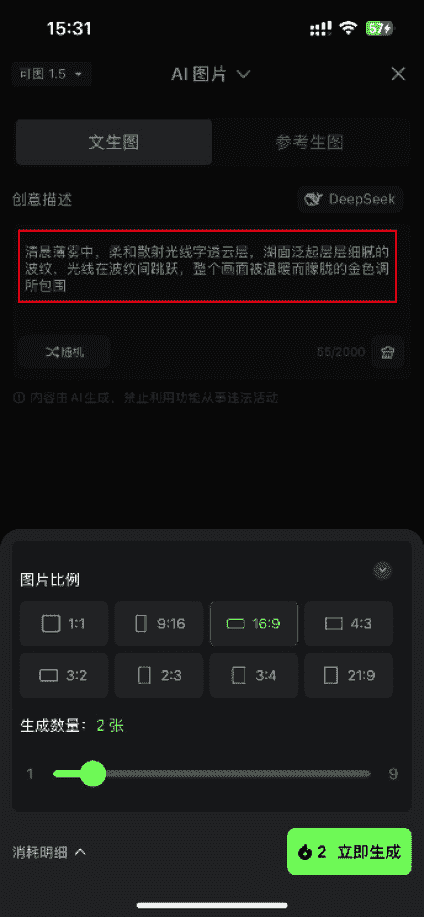 15:31
57
可图 1.5
AI 图片
文生图
参考生图
创意描述
DeepSeek
清晨薄雾中，柔和散射光线字透云层，湖面泛起层层细腻的
波纹、光线在波纹间跳跃，整个画面被温暖而朦胧的金色调
所包围
随机
55/2000
内容由 AI 生成，禁止利用功能从事违法活动
图片比例
1:1
9:16
16:9
4:3
3:2
2:3
3:4
21:9
生成数量：2 张
1
9
消耗明细
2 立即生成